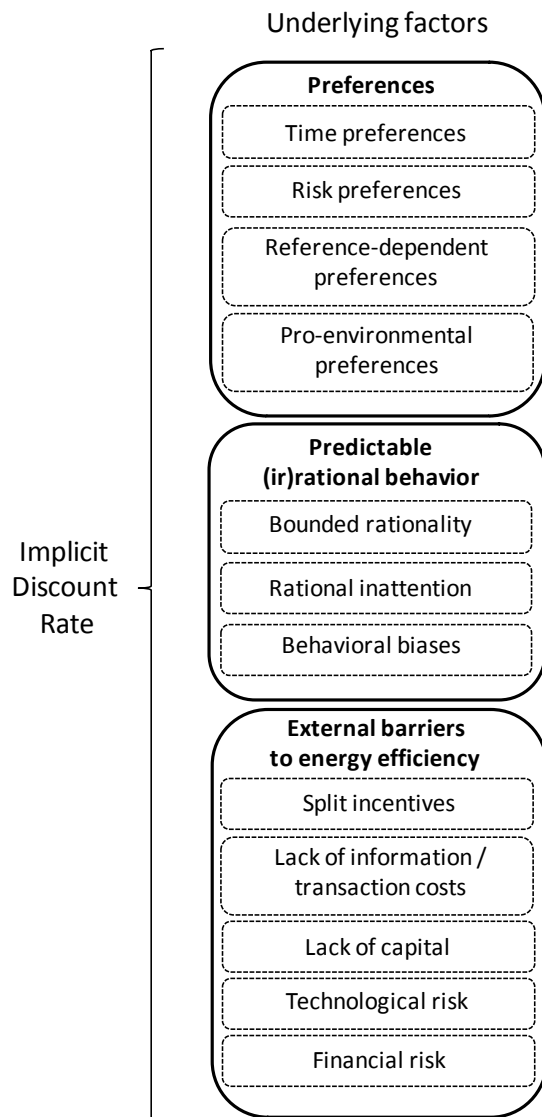 Underlying factors
Preferences
Time preferences
Risk preferences
Reference-dependent
preferences
Pro-environmental
preferences
Predictable
(ir)rational behavior
Bounded rationality
Rational inattention
Behavioral biases
Implicit
Discount
Rate
External barriers
to energy efficiency
Split incentives
Lack of information /
transaction costs
Lack of capital
Technological risk
Financial risk